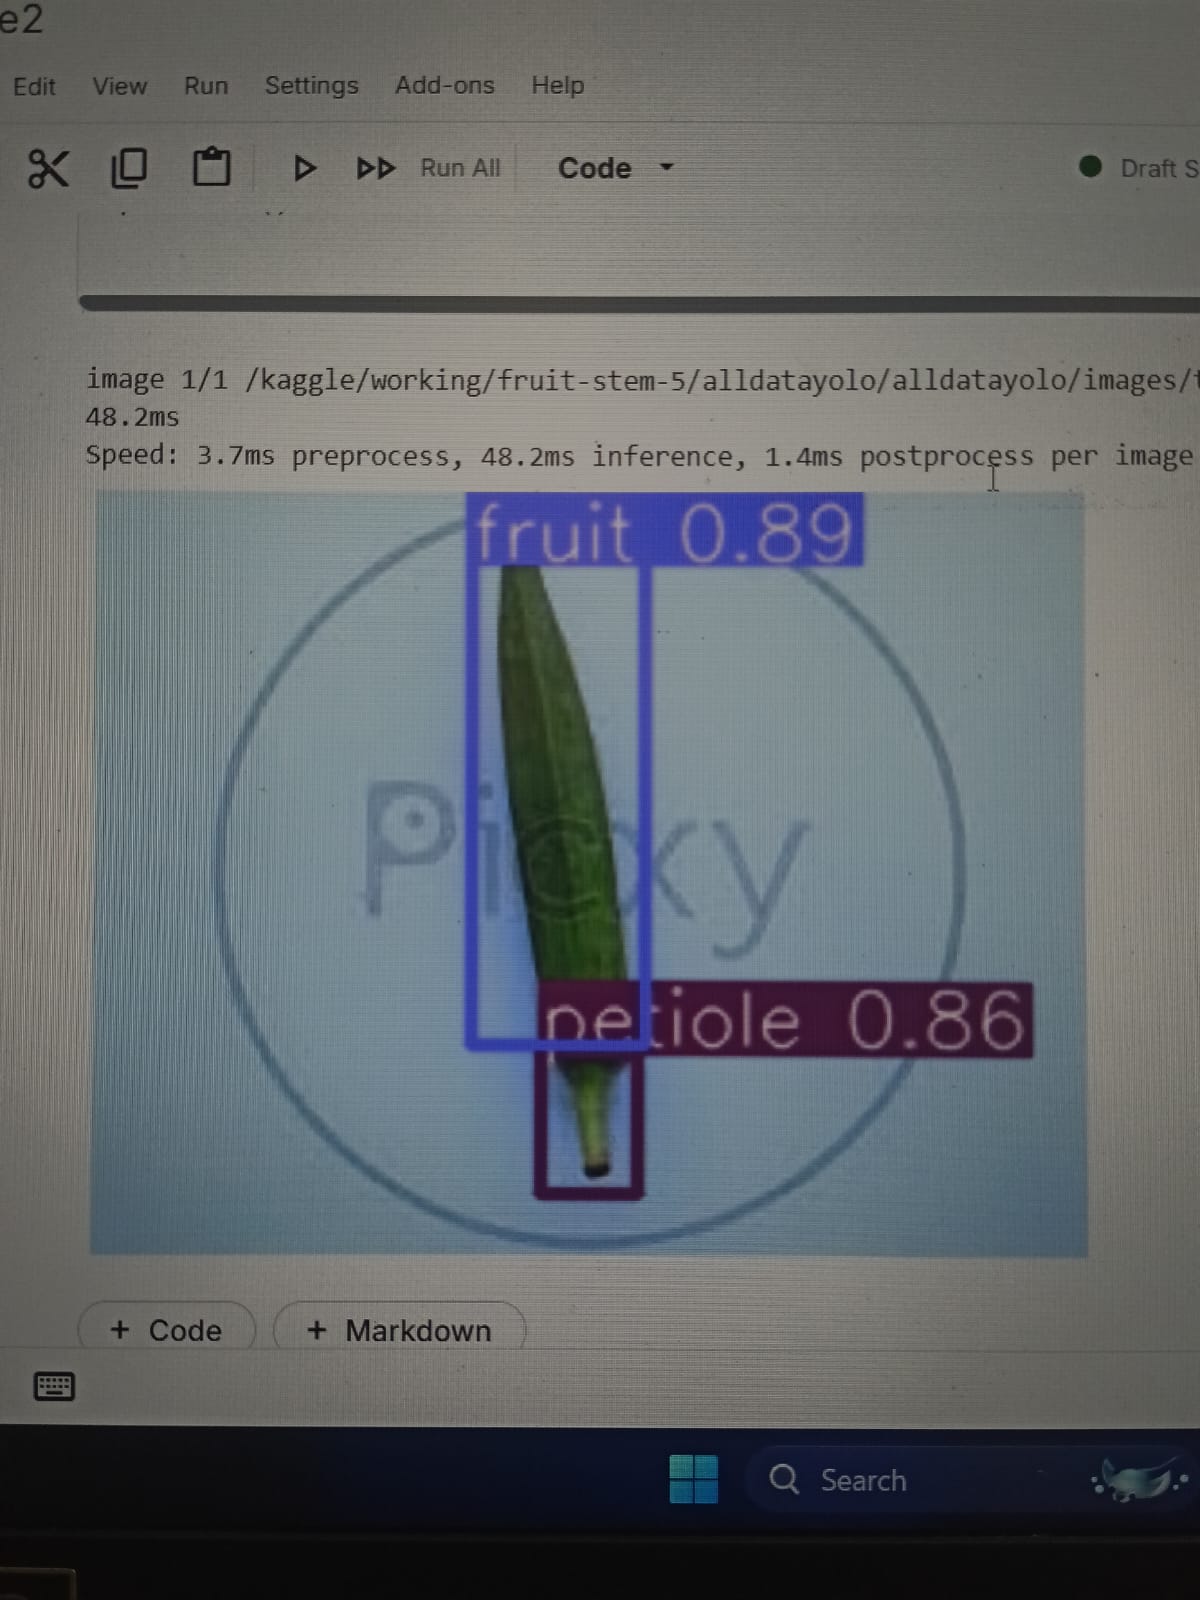 e2
Edit View Run Settings Add-ons Help
Run All Code Draft S
image 1/1 /kaggle/working/fruit-stem-5/alldatayolo/alldatayolo/images/t
48.2ms
Speed: 3.7ms preprocess, 48.2ms inference, 1.4ms postprocess per image
fruit 0.89
Picxy
petiole 0.86
+ Code + Markdown
Search